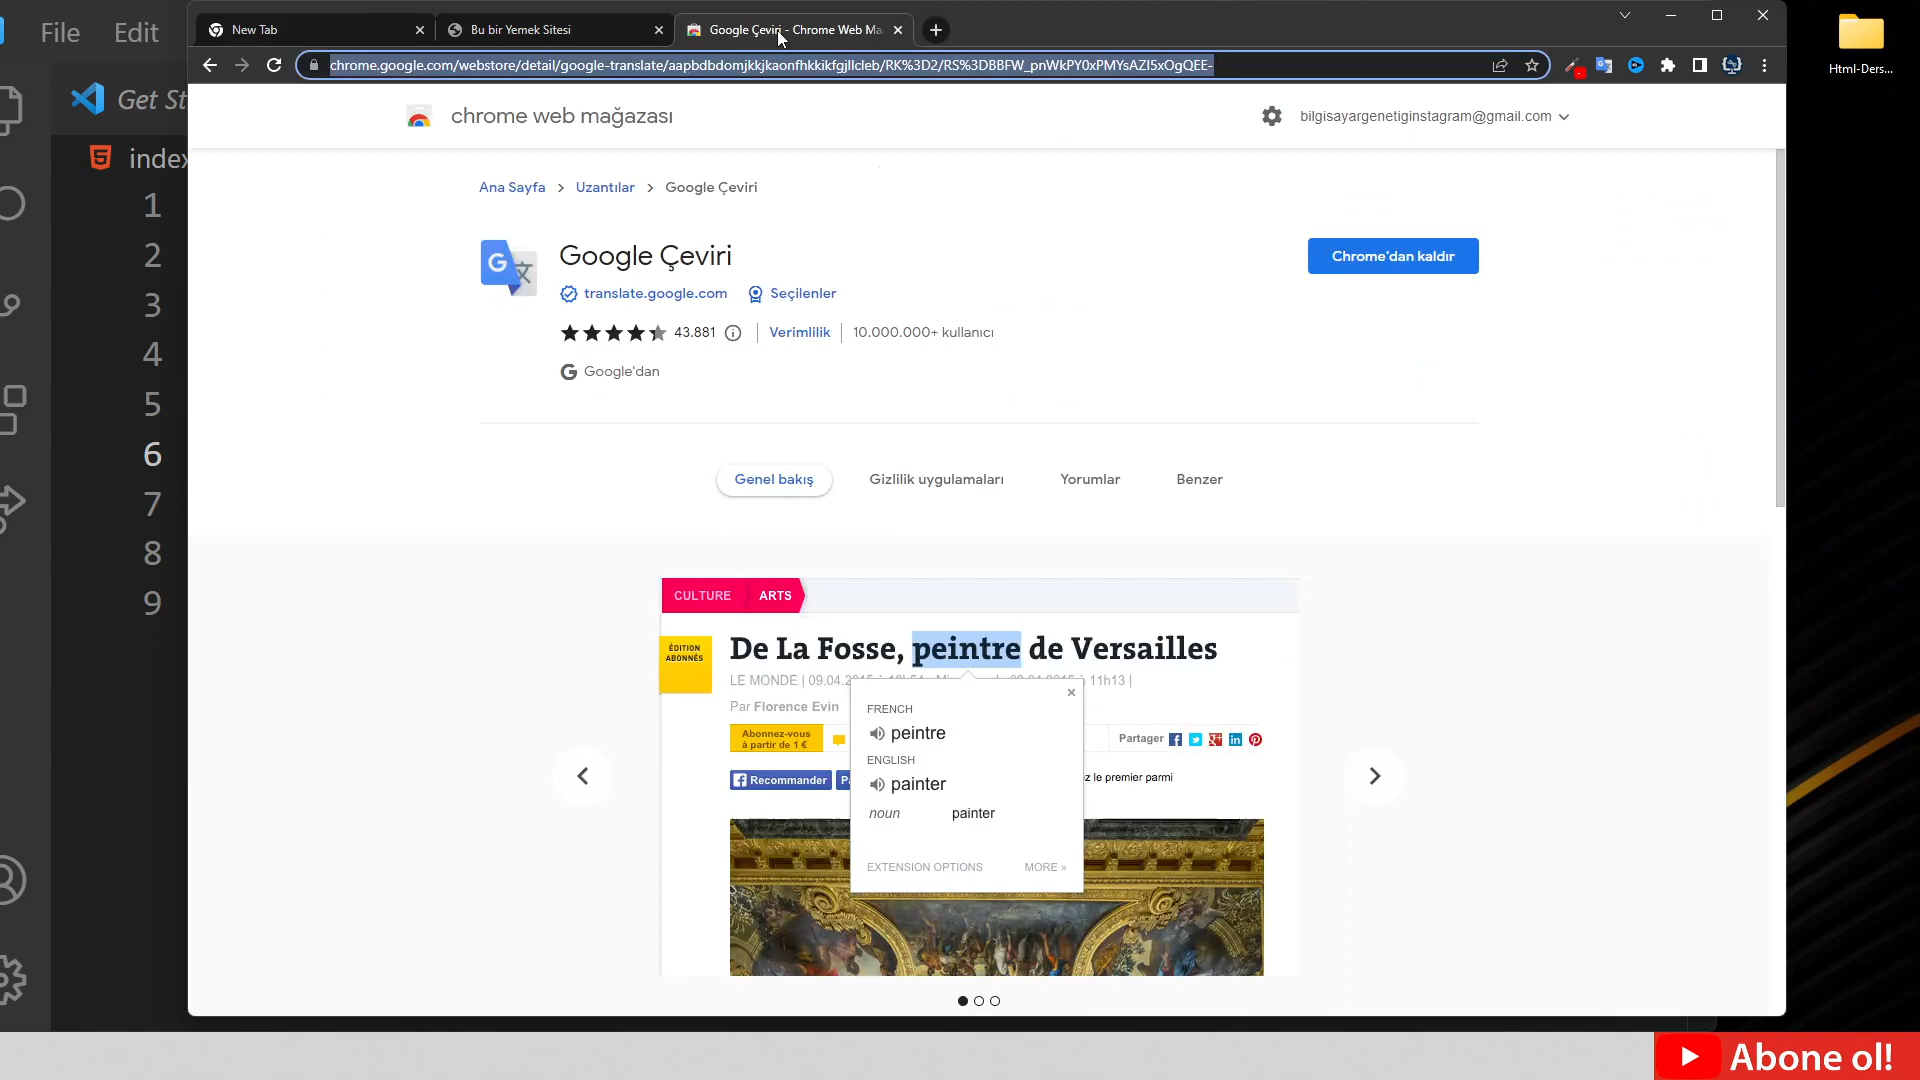 File Edit
New Tab
Bu bir Yemek Sitesi
Google Çeviri - Chrome Web Ma
chrome.google.com/webstore/detail/google-translate/aapbdbdomjkkjkaonfhkkikfgjllcleb/RK%3D2/RS%3DBBFW_pnWkPY0xPMYsAZI5xOgQEE-
Html-Ders...
Get St
index
1
2
3
4
5
6
7
8
9
chrome web mağazası
bilgisayargenetiginstagram@gmail.com
Ana Sayfa > Uzantılar > Google Çeviri
Google Çeviri
Chrome'dan kaldır
translate.google.com Seçilenler
43.881 Verimlilik 10.000.000+ kullanıcı
Google'dan
Genel bakış Gizlilik uygulamaları Yorumlar Benzer
CULTURE ARTS
ÉDITION
ABONNÉS
De La Fosse, peintre de Versailles
LE MONDE | 09.04.
11h13 |
Par Florence Evin
Abonnez-vous
à partir de 1 €
Partager
Recommander
z le premier parmi
FRENCH
peintre
ENGLISH
painter
noun painter
EXTENSION OPTIONS MORE »
Abone ol!